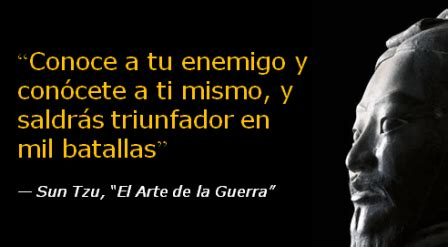 “Conoce a tu enemigo y
conócete a ti mismo, y
saldrás triunfador en
mil batallas”
— Sun Tzu, “El Arte de la Guerra”